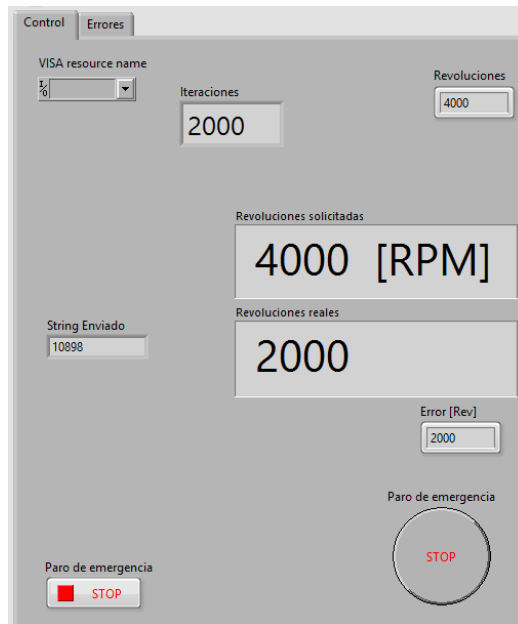 Control Errores
VISA resource name
I/O
Iteraciones
2000
Revoluciones
4000
Revoluciones solicitadas
4000 [RPM]
Revoluciones reales
2000
String Enviado
10898
Error [Rev]
2000
Paro de emergencia
STOP
Paro de emergencia
STOP